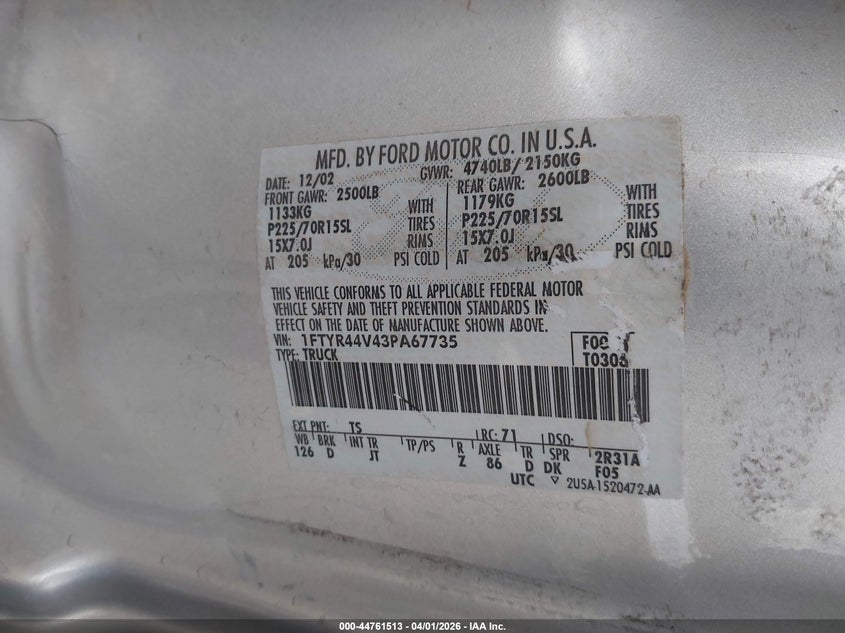 MFD. BY FORD MOTOR CO. IN U.S.A.
DATE: 12/02 GVWR: 4740LB/ 2150KG
FRONT GAWR: 2500LB REAR GAWR: 2600LB
1133KG WITH 1179KG WITH
P225/70R15SL TIRES P225/70R15SL TIRES
15X7.0J RIMS 15X7.0J RIMS
AT 205 kPa/30 PSI COLD AT 205 kPa/30 PSI COLD
THIS VEHICLE CONFORMS TO ALL APPLICABLE FEDERAL MOTOR
VEHICLE SAFETY AND THEFT PREVENTION STANDARDS IN
EFFECT ON THE DATE OF MANUFACTURE SHOWN ABOVE.
VIN: 1FTYR44V43PA67735
TYPE: TRUCK T0308
EXT PNT: TS RC: 71 DSO:
WB BRK INT TR TP/PS R AXLE TR SPR 2R31A
126 D JT Z 86 D DK F05
UTC ▽ 2U5A-1520472-AA
000-44761513 04/01/2026 IAA Inc.